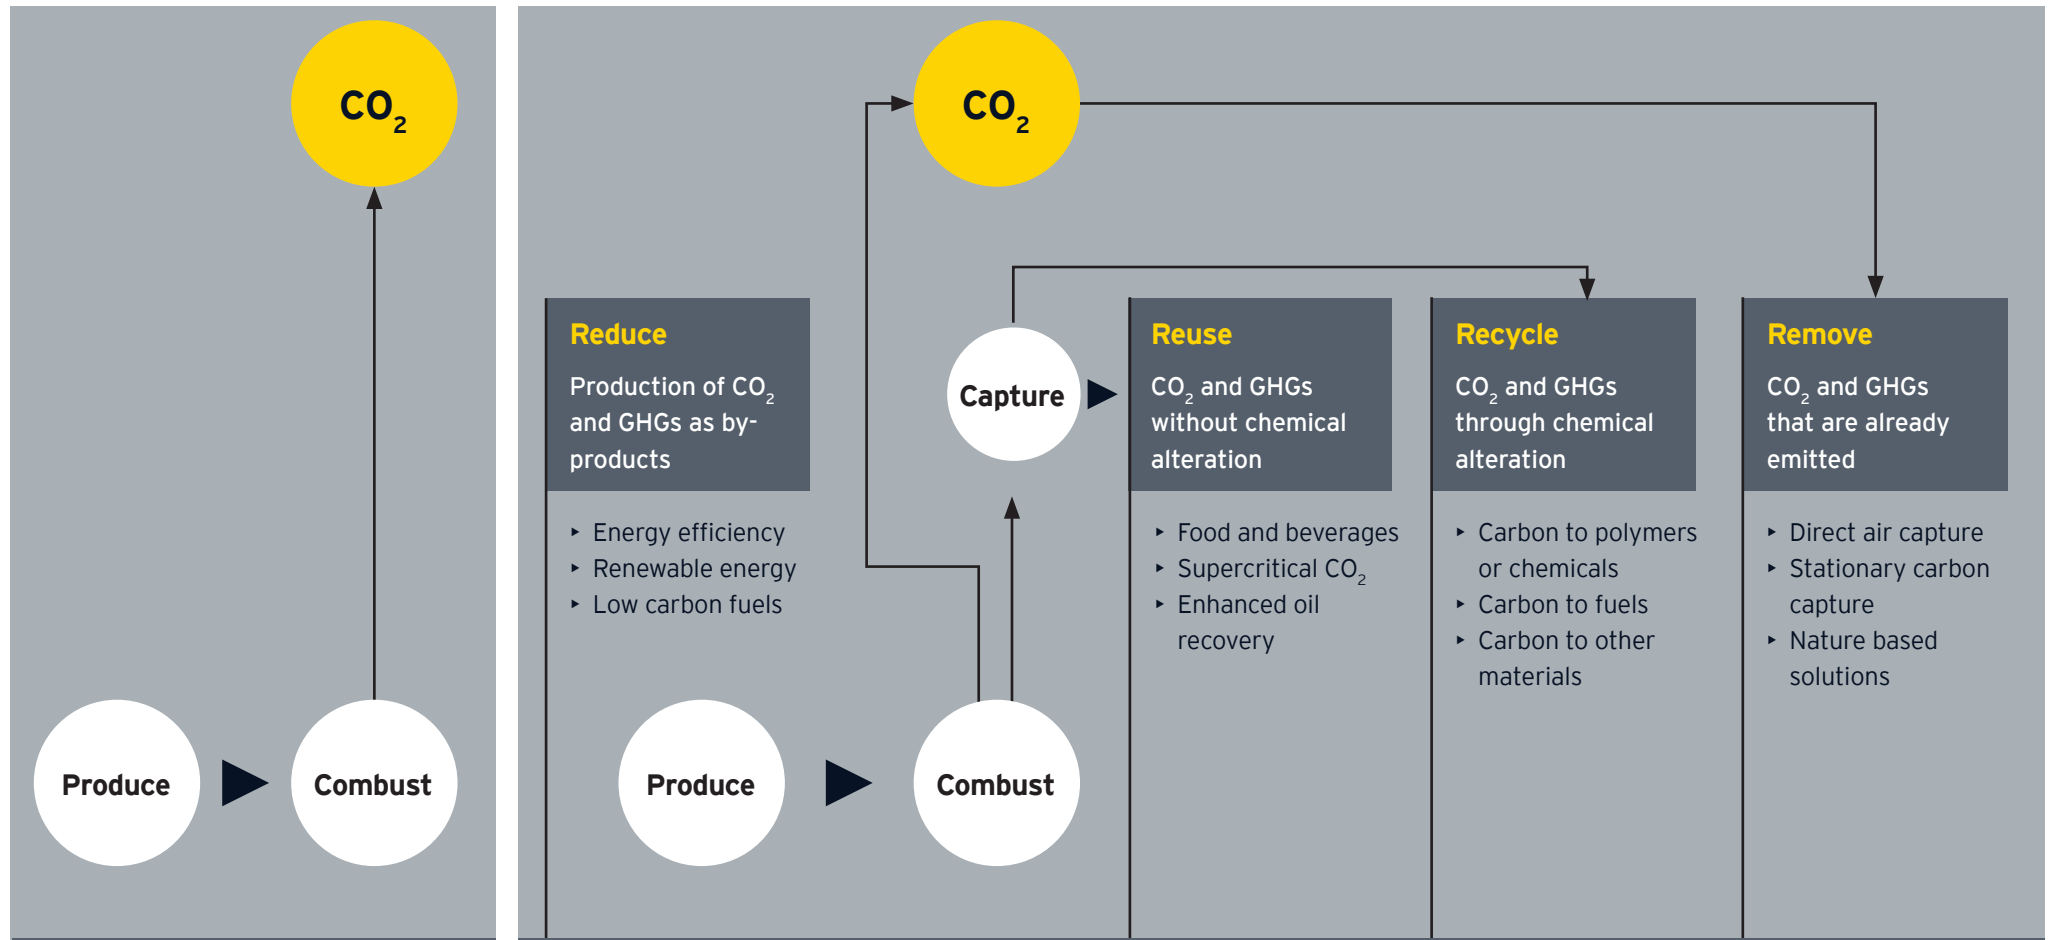 CO₂
Produce
Combust
CO₂
Reduce
Production of CO₂
and GHGs as by-
products
‣ Energy efficiency
‣ Renewable energy
‣ Low carbon fuels
Produce
Combust
Capture
Reuse
CO₂ and GHGs
without chemical
alteration
‣ Food and beverages
‣ Supercritical CO₂
‣ Enhanced oil
recovery
Recycle
CO₂ and GHGs
through chemical
alteration
‣ Carbon to polymers
or chemicals
‣ Carbon to fuels
‣ Carbon to other
materials
Remove
CO₂ and GHGs
that are already
emitted
‣ Direct air capture
‣ Stationary carbon
capture
‣ Nature based
solutions